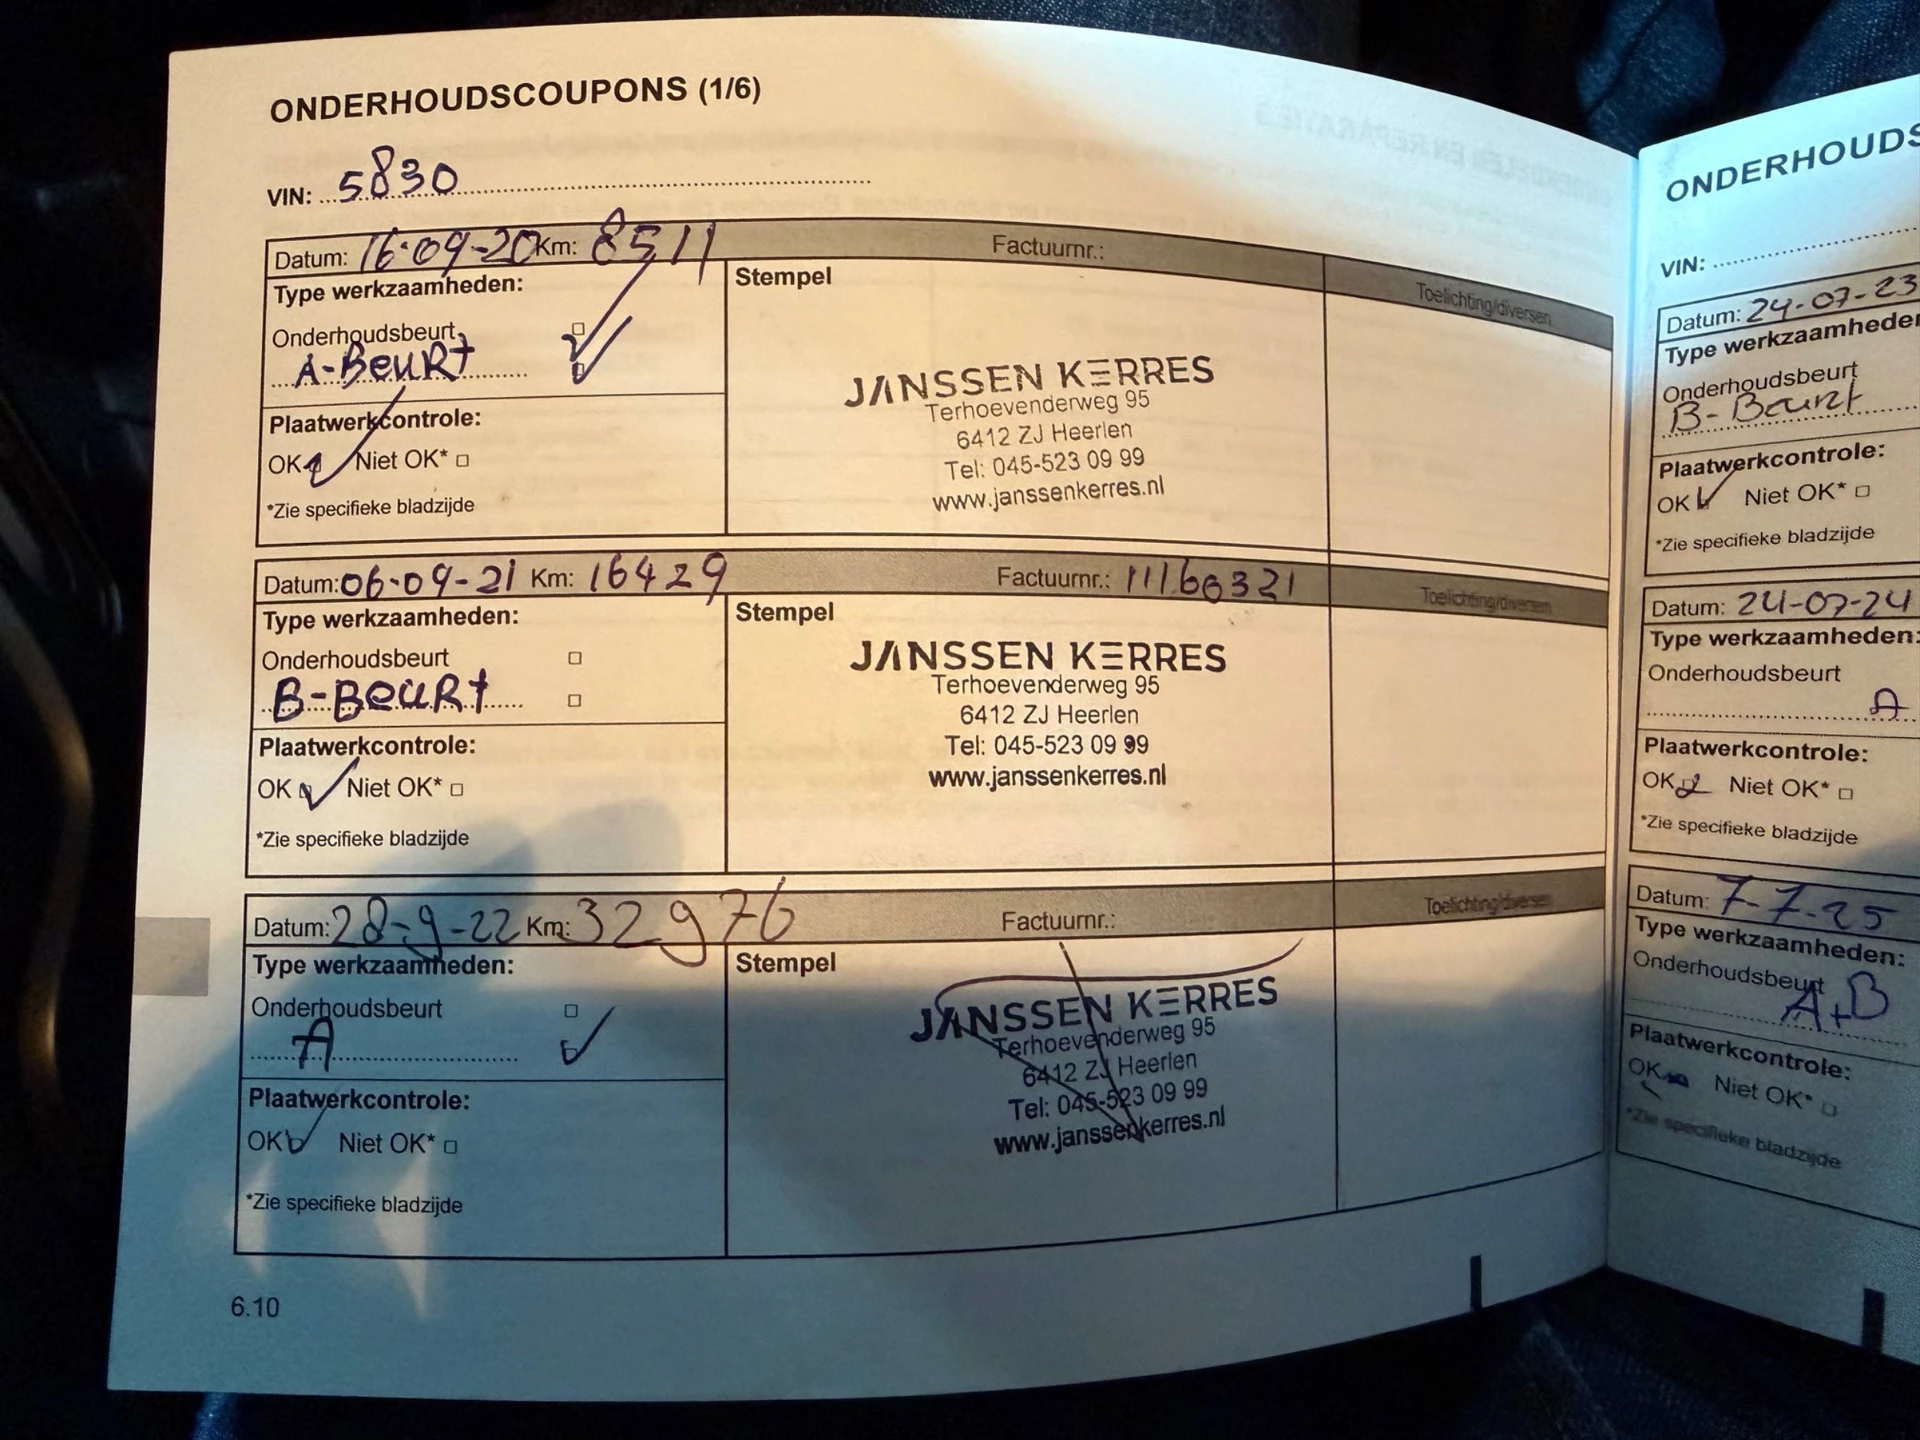 ONDERHOUDSCOUPONS (1/6)
VIN: 5830
Datum: 16-09-20 Km: 8511 Factuurnr.:
Type werkzaamheden:
Onderhoudsbeurt
A-BeuRt
Plaatwerkcontrole:
OK Niet OK*
*Zie specifieke bladzijde
Stempel
JANSSEN KERRES
Terhoevenderweg 95
6412 ZJ Heerlen
Tel: 045-523 09 99
www.janssenkerres.nl
Toelichting/diversen
Datum: 06-09-21 Km: 16429 Factuurnr.: 11160321
Type werkzaamheden:
Onderhoudsbeurt
B-BeuRt
Plaatwerkcontrole:
OK Niet OK*
*Zie specifieke bladzijde
Stempel
JANSSEN KERRES
Terhoevenderweg 95
6412 ZJ Heerlen
Tel: 045-523 09 99
www.janssenkerres.nl
Toelichting/diversen
Datum: 28-9-22 Km: 32976 Factuurnr.:
Type werkzaamheden:
Onderhoudsbeurt
A
Plaatwerkcontrole:
OK Niet OK*
*Zie specifieke bladzijde
Stempel
JANSSEN KERRES
Terhoevenderweg 95
6412 ZJ Heerlen
Tel: 045-523 09 99
www.janssenkerres.nl
Toelichting/diversen
6.10
ONDERHOUDS
VIN:
Datum: 24-07-23
Type werkzaamheden
Onderhoudsbeurt
B-Beurt
Plaatwerkcontrole:
OK Niet OK*
*Zie specifieke bladzijde
Datum: 24-07-24
Type werkzaamheden:
Onderhoudsbeurt
A
Plaatwerkcontrole:
OK Niet OK*
*Zie specifieke bladzijde
Datum: 7-7-25
Type werkzaamheden:
Onderhoudsbeurt
A+B
Plaatwerkcontrole:
OK Niet OK*
*Zie specifieke bladzijde